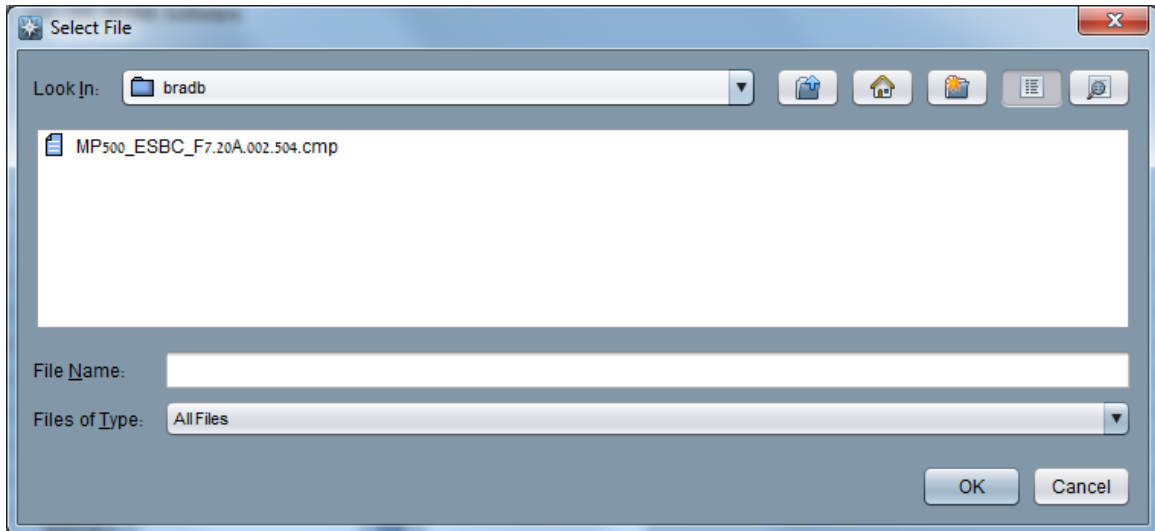 Select File
Look In: bradb
MP500_ESBC_F7.20A.002.504.cmp
File Name:
Files of Type: All Files
OK Cancel